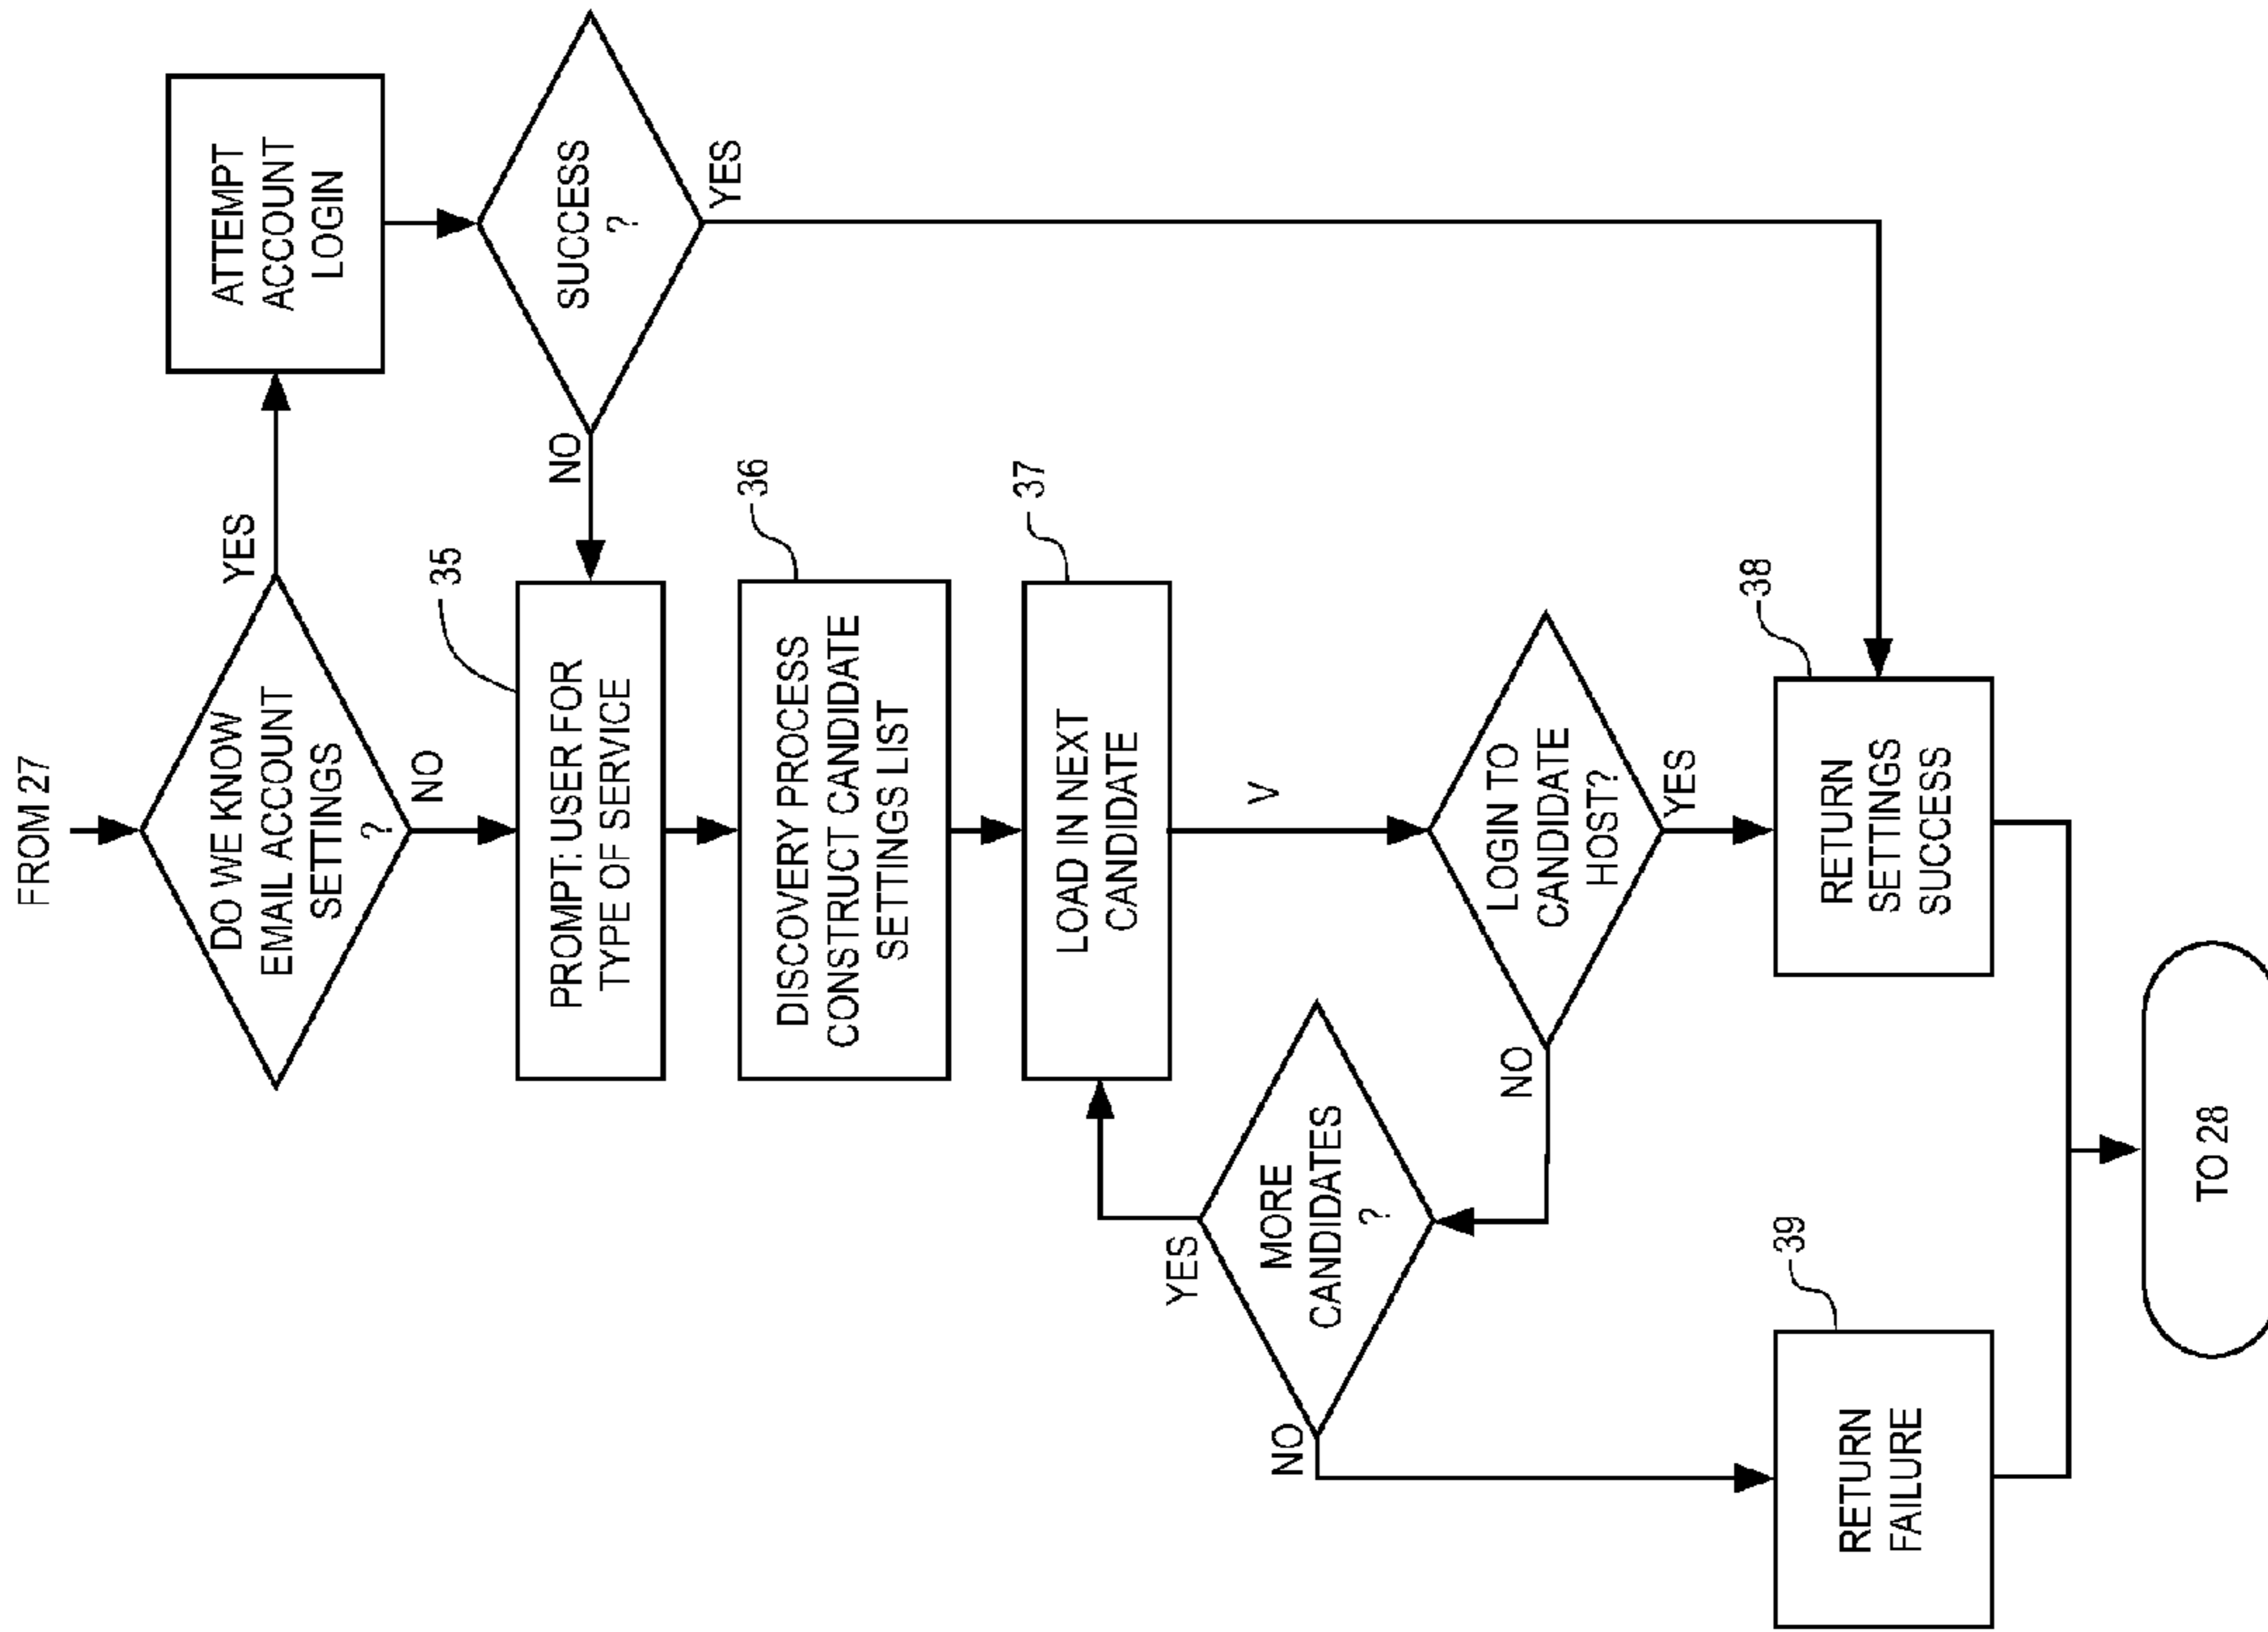 FROM 27
DO WE KNOW
EMAIL ACCOUNT
SETTINGS
?
YES
NO
ATTEMPT
ACCOUNT
LOGIN
SUCCESS
?
NO
YES
35
PROMPT: USER FOR
TYPE OF SERVICE
36
DISCOVERY PROCESS
CONSTRUCT CANDIDATE
SETTINGS LIST
37
LOAD IN NEXT
CANDIDATE
V
LOGIN TO
CANDIDATE
HOST?
NO
YES
MORE
CANDIDATES
?
YES
NO
38
RETURN
SETTINGS
SUCCESS
39
RETURN
FAILURE
TO 28